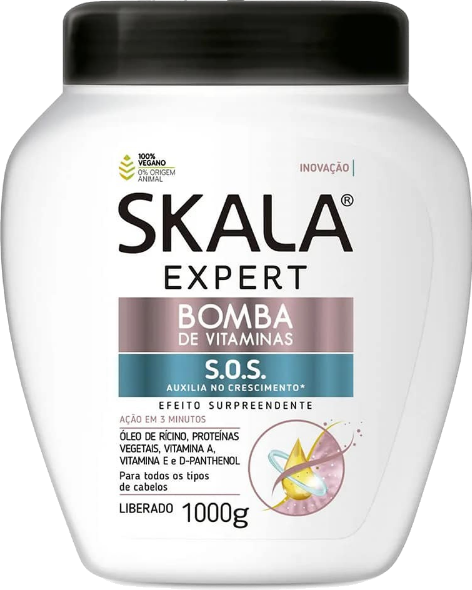 100%
VEGANO
0% ORIGEM
ANIMAL
INOVAÇÃO
SKALA®
EXPERT
BOMBA
DE VITAMINAS
S.O.S.
AUXILIA NO CRESCIMENTO*
EFEITO SURPREENDENTE
AÇÃO EM 3 MINUTOS
ÓLEO DE RÍCINO, PROTEÍNAS
VEGETAIS, VITAMINA A,
VITAMINA E e D-PANTHENOL
Para todos os tipos
de cabelos
LIBERADO 1000g